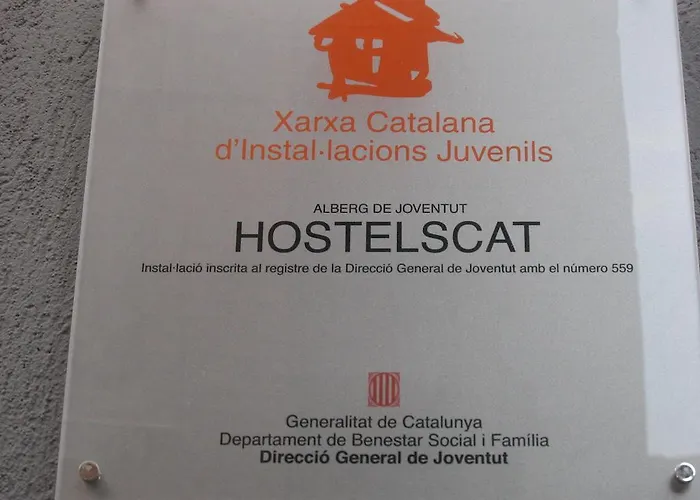 Xarxa Catalana
d'Instal·lacions Juvenils
ALBERG DE JOVENTUT
HOSTELSCAT
Instal·lació inscrita al registre de la Direcció General de Joventut amb el número 559
Generalitat de Catalunya
Departament de Benestar Social i Família
Direcció General de Joventut